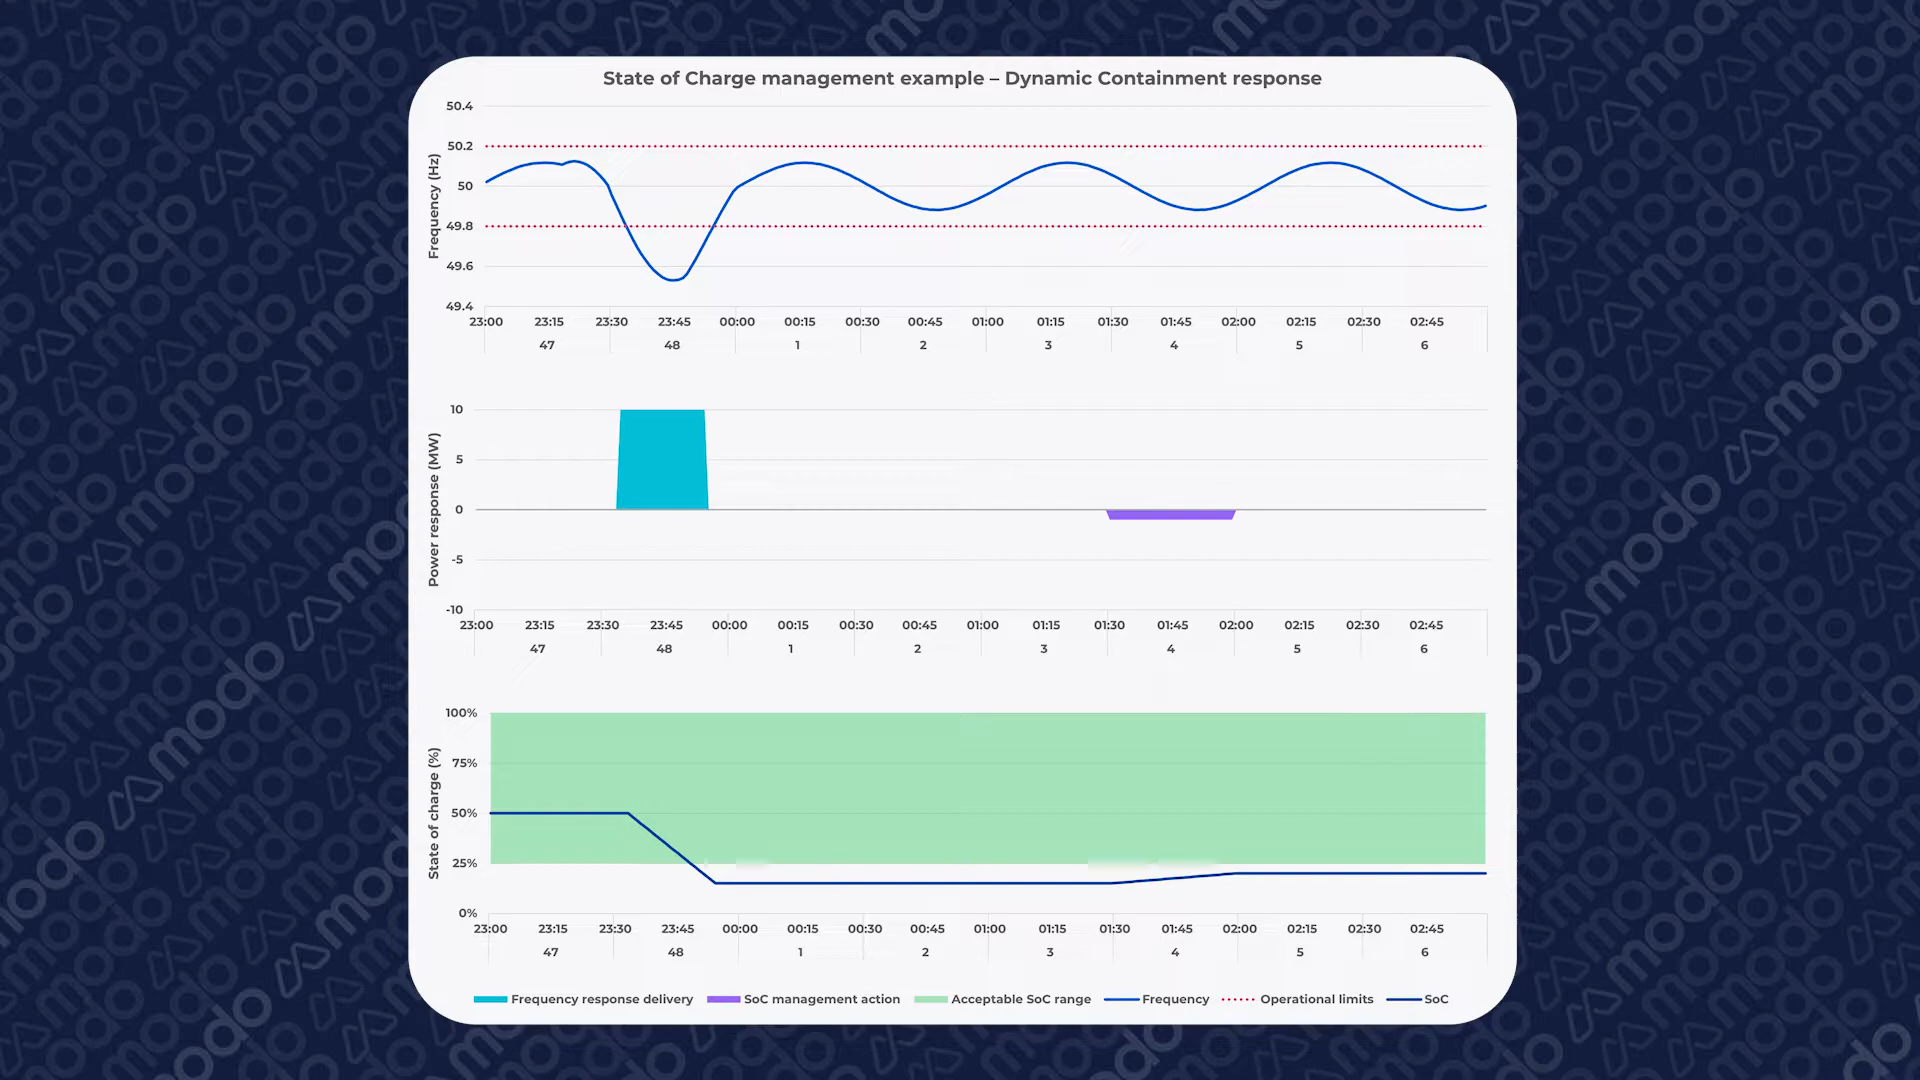 State of Charge management example – Dynamic Containment response
Frequency (Hz)
50.4
50.2
50
49.8
49.6
49.4
23:00 23:15 23:30 23:45 00:00 00:15 00:30 00:45 01:00 01:15 01:30 01:45 02:00 02:15 02:30 02:45
47 48 1 2 3 4 5 6
Power response (MW)
10
5
0
-5
-10
23:00 23:15 23:30 23:45 00:00 00:15 00:30 00:45 01:00 01:15 01:30 01:45 02:00 02:15 02:30 02:45
47 48 1 2 3 4 5 6
State of charge (%)
100%
75%
50%
25%
0%
23:00 23:15 23:30 23:45 00:00 00:15 00:30 00:45 01:00 01:15 01:30 01:45 02:00 02:15 02:30 02:45
47 48 1 2 3 4 5 6
Frequency response delivery SoC management action Acceptable SoC range Frequency Operational limits SoC
modo